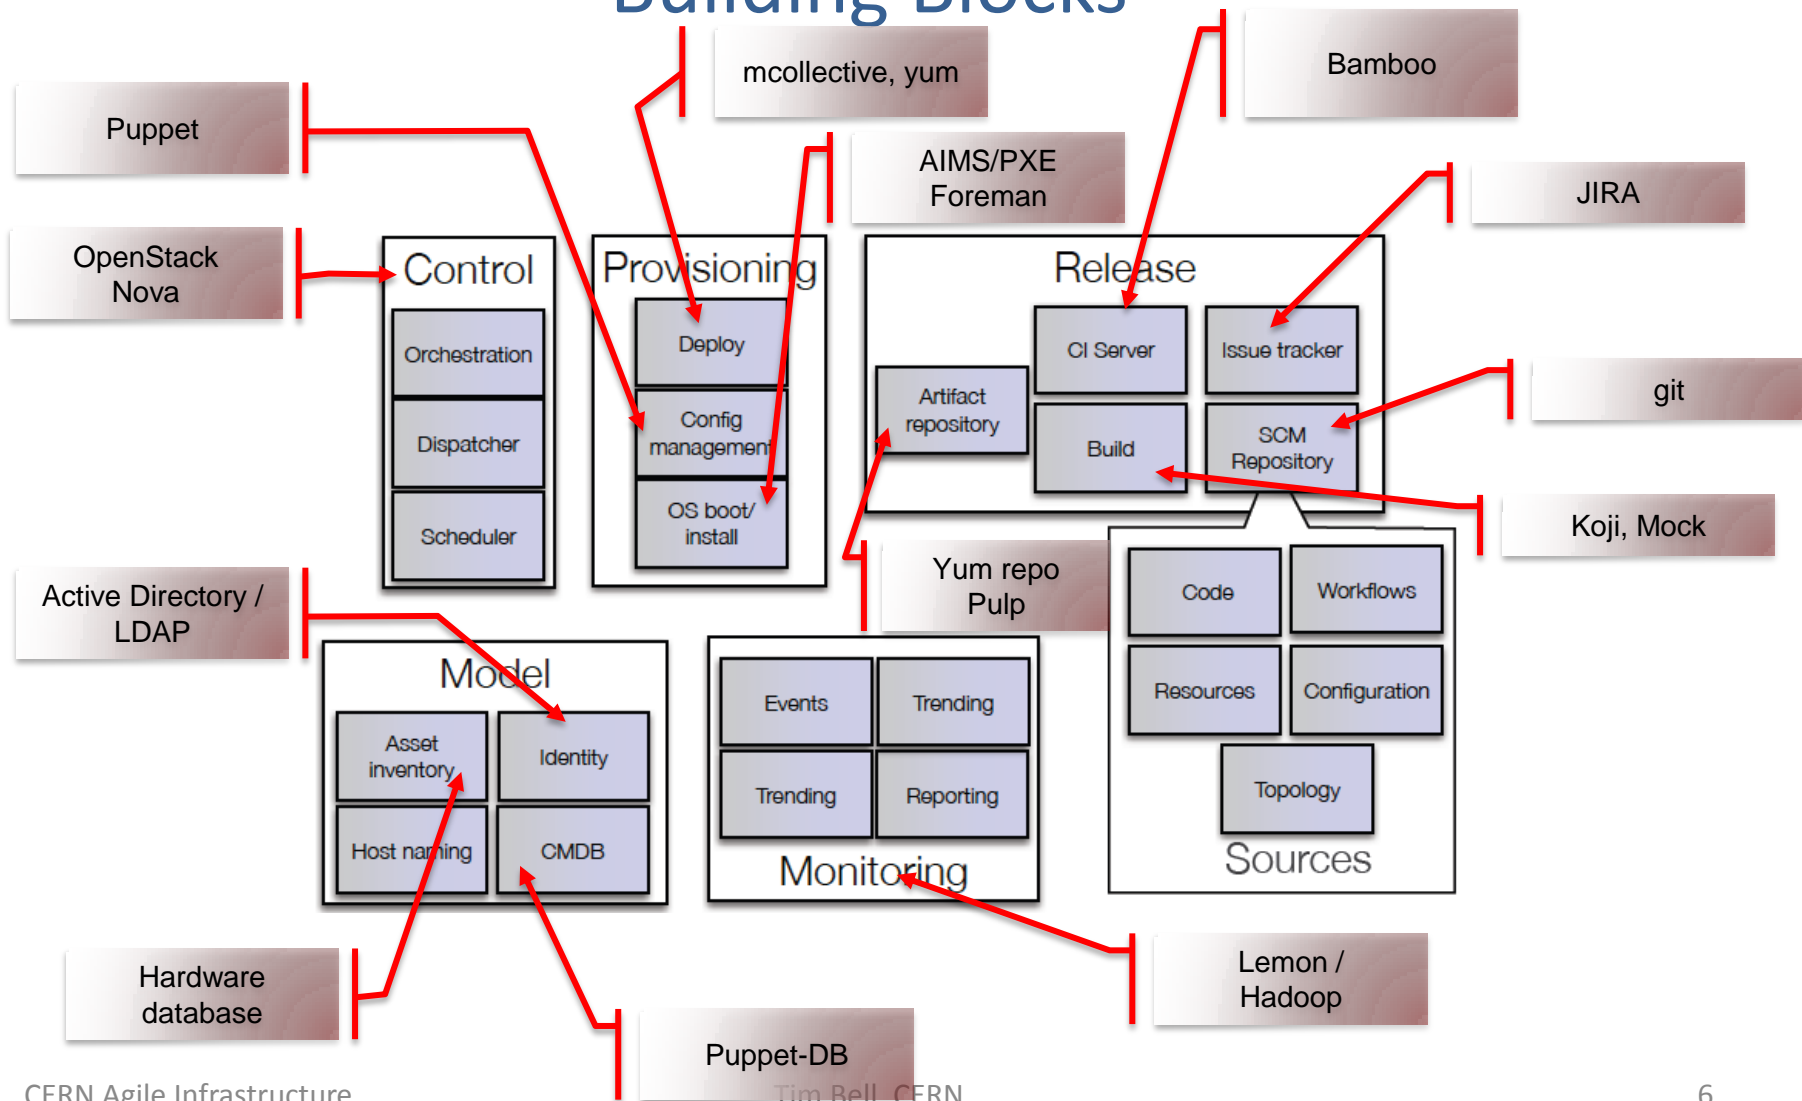 Building Blocks
mcollective, yum
Bamboo
Puppet
AIMS/PXE
Foreman
JIRA
OpenStack
Nova
Control
Orchestration
Dispatcher
Scheduler
Provisioning
Deploy
Config
management
OS boot/
install
Release
CI Server
Issue tracker
Artifact
repository
Build
SCM
Repository
git
Koji, Mock
Yum repo
Pulp
Active Directory /
LDAP
Model
Asset
inventory
Identity
Host naming
CMDB
Events
Trending
Trending
Reporting
Monitoring
Code
Workflows
Resources
Configuration
Topology
Sources
Hardware
database
Puppet-DB
Lemon /
Hadoop
CERN Agile Infrastructure
Tim Bell, CERN
6